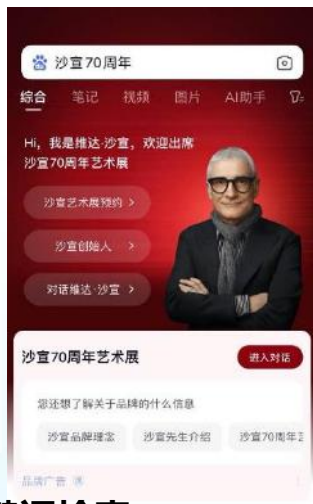 沙宣70周年
综合 笔记 视频 图片 AI助手
Hi，我是维达·沙宣，欢迎出席
沙宣70周年艺术展
沙宣艺术展预约 >
沙宣创始人 >
对话维达·沙宣 >
沙宣70周年艺术展 进入对话
您还想了解关于品牌的什么信息
沙宣品牌理念 沙宣先生介绍 沙宣70周年
品牌广告